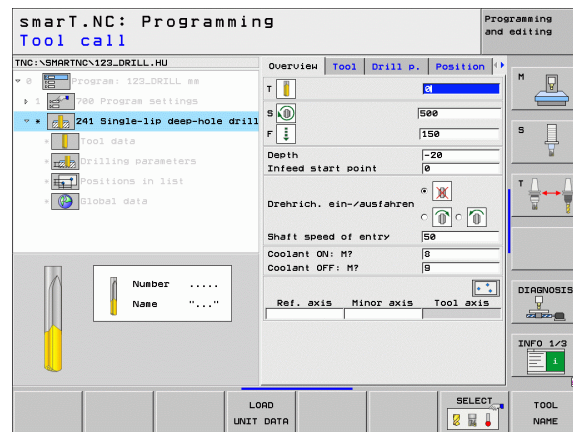 smarT.NC: Programming
Tool call
Programming
and editing
TNC:\SMARTNC\123_DRILL.HU
0 Program: 123_DRILL mm
1 700 Program settings
* 241 Single-lip deep-hole drill
* Tool data
* Drilling parameters
* Positions in list
* Global data
Overview Tool Drill p. Position
T 0
S 500
F 150
Depth -20
Infeed start point 0
Drehrich. ein-/ausfahren
Shaft speed of entry 50
Coolant ON: M? 8
Coolant OFF: M? 9
Ref. axis Minor axis Tool axis
Number .....
Name "..."
M
S
T
DIAGNOSIS
INFO 1/3
LOAD
UNIT DATA
SELECT
TOOL
NAME